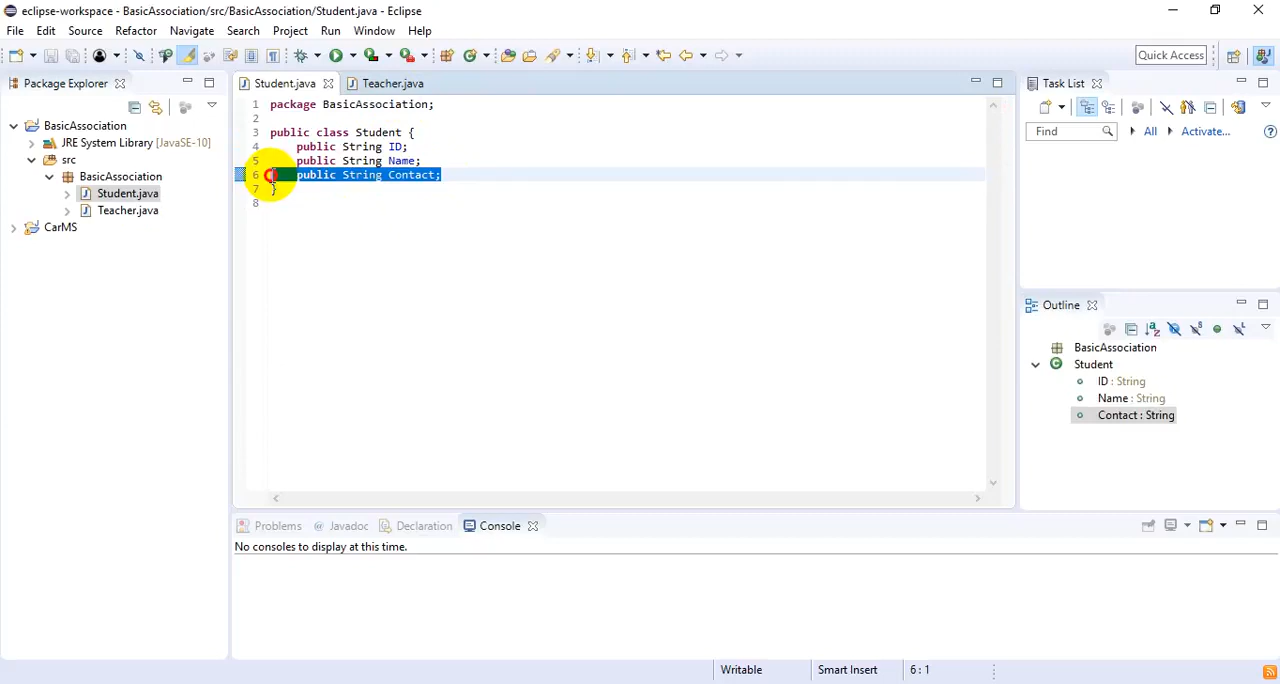 eclipse-workspace - BasicAssociation/src/BasicAssociation/Student.java - Eclipse
File Edit Source Refactor Navigate Search Project Run Window Help
Quick Access
Package Explorer
Student.java
Teacher.java
Task List
BasicAssociation
JRE System Library [JavaSE-10]
src
BasicAssociation
Student.java
Teacher.java
CarMS
1 package BasicAssociation;
2
3 public class Student {
4 public String ID;
5 public String Name;
6 public String Contact;
7 }
8
Find
All
Activate...
Outline
BasicAssociation
Student
ID : String
Name : String
Contact : String
Problems @ Javadoc Declaration Console
No consoles to display at this time.
Writable Smart Insert 6 : 1